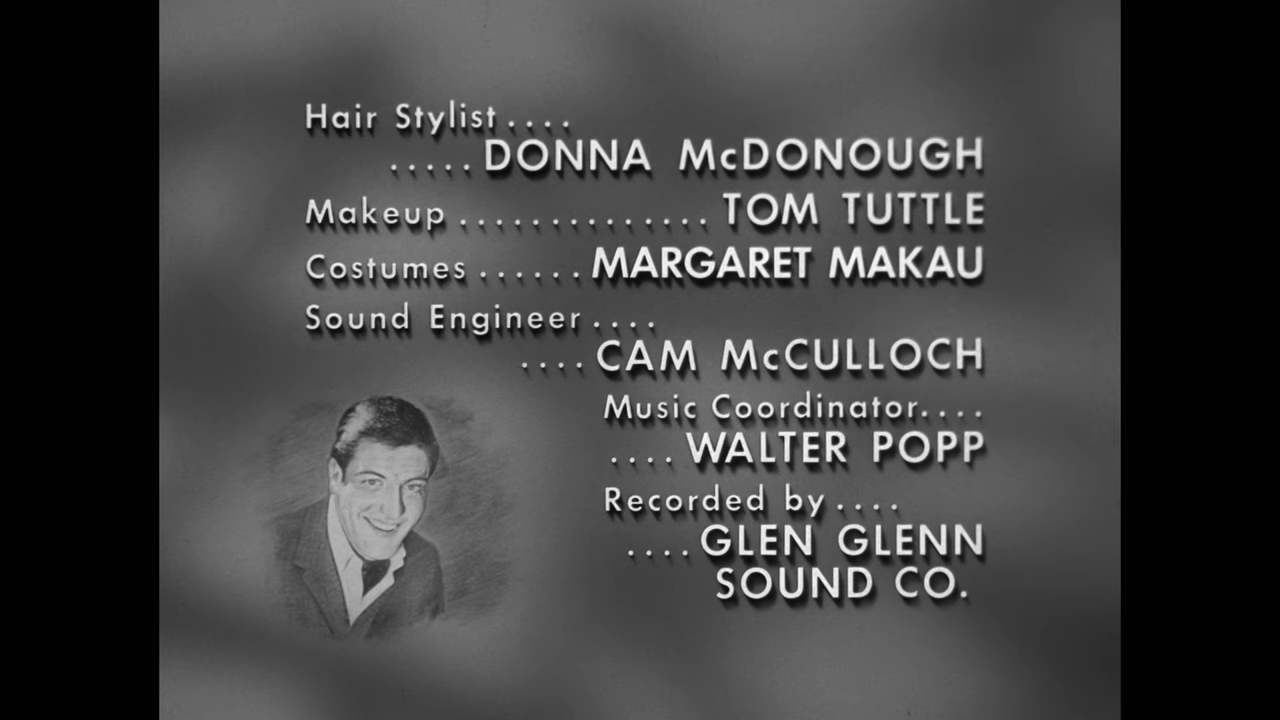 Hair Stylist....
.....DONNA McDONOUGH
Makeup..............TOM TUTTLE
Costumes......MARGARET MAKAU
Sound Engineer....
....CAM McCULLOCH
Music Coordinator....
....WALTER POPP
Recorded by....
....GLEN GLENN
SOUND CO.